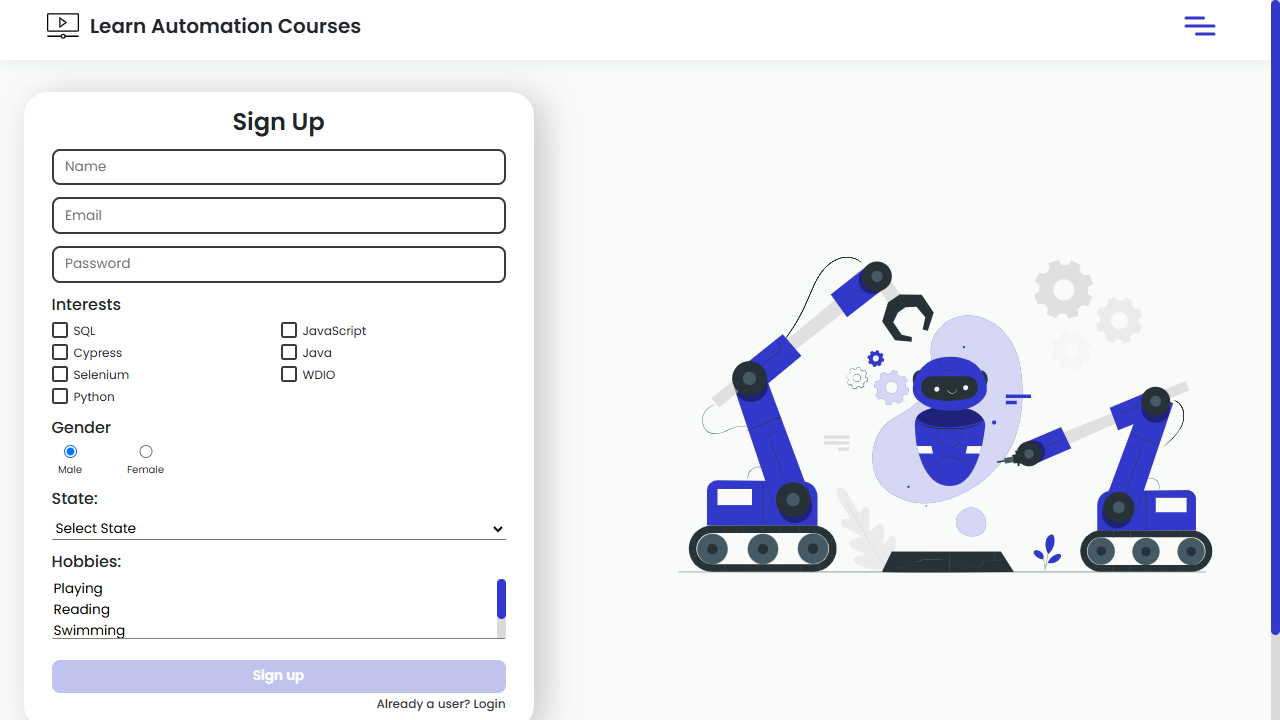 Learn Automation Courses
Sign Up
Name
Email
Password
Interests
SQL
JavaScript
Cypress
Java
Selenium
WDIO
Python
Gender
Male
Female
State:
Select State
Hobbies:
Playing
Reading
Swimming
Sign up
Already a user? Login